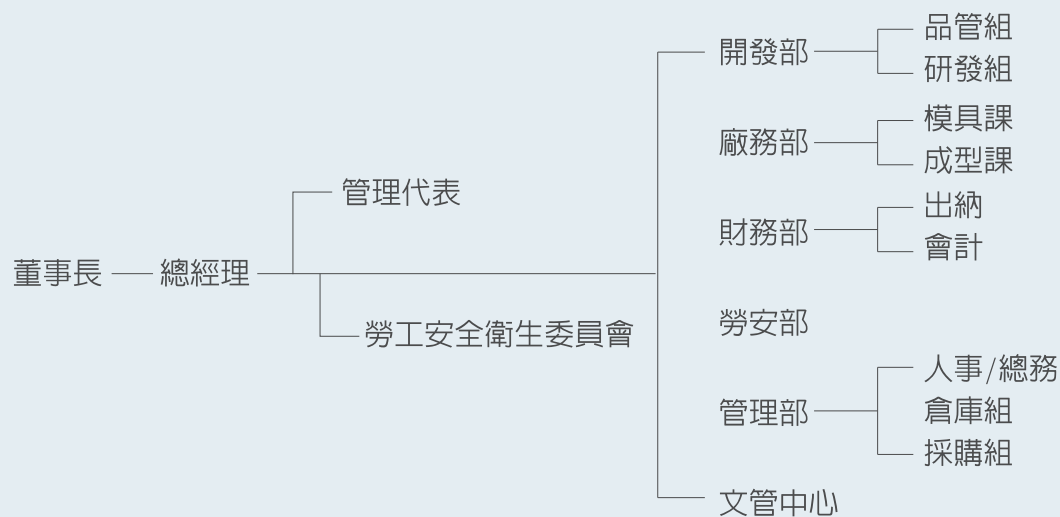 董事長
總經理
管理代表
勞工安全衛生委員會
開發部
品管組
研發組
廠務部
模具課
成型課
財務部
出納
會計
勞安部
管理部
人事/總務
倉庫組
採購組
文管中心